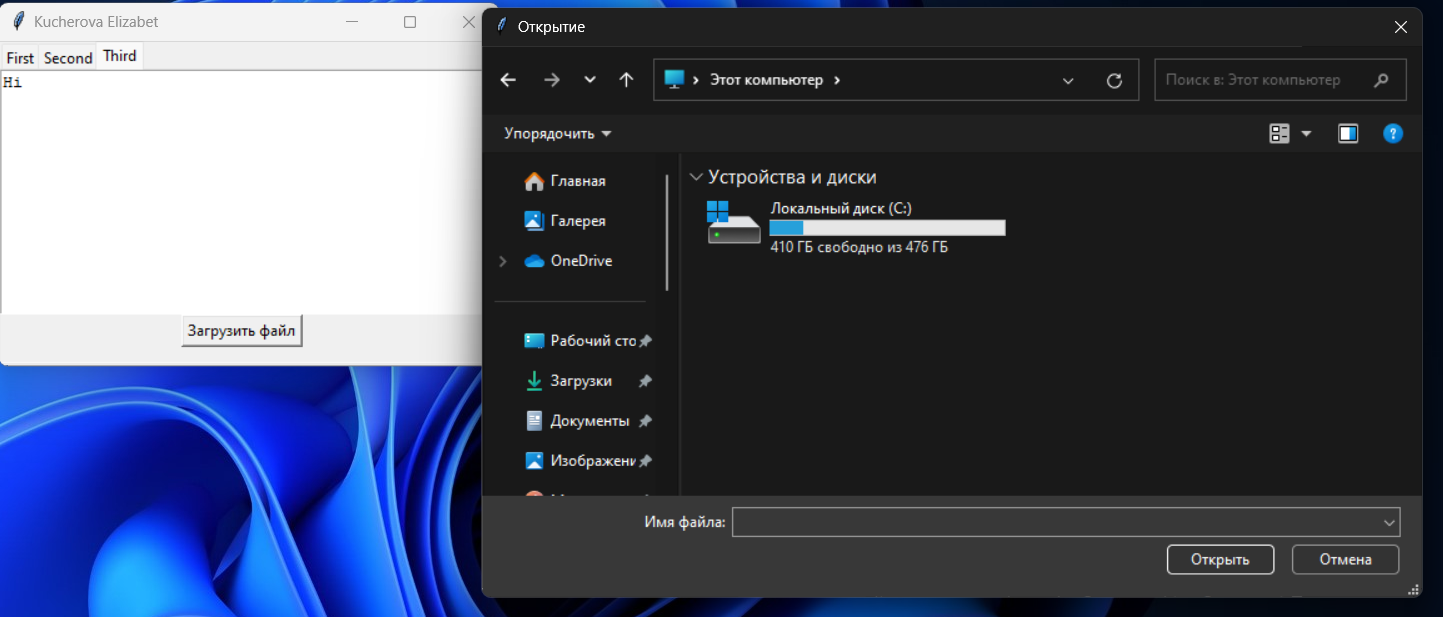 Kucherova Elizabet
First Second Third
Hi
Загрузить файл
Открытие
Этот компьютер
Поиск в: Этот компьютер
Упорядочить
?
Главная
Галерея
OneDrive
Рабочий сто
Загрузки
Документы
Изображени
Устройства и диски
Локальный диск (C:)
410 ГБ свободно из 476 ГБ
Имя файла:
Открыть Отмена